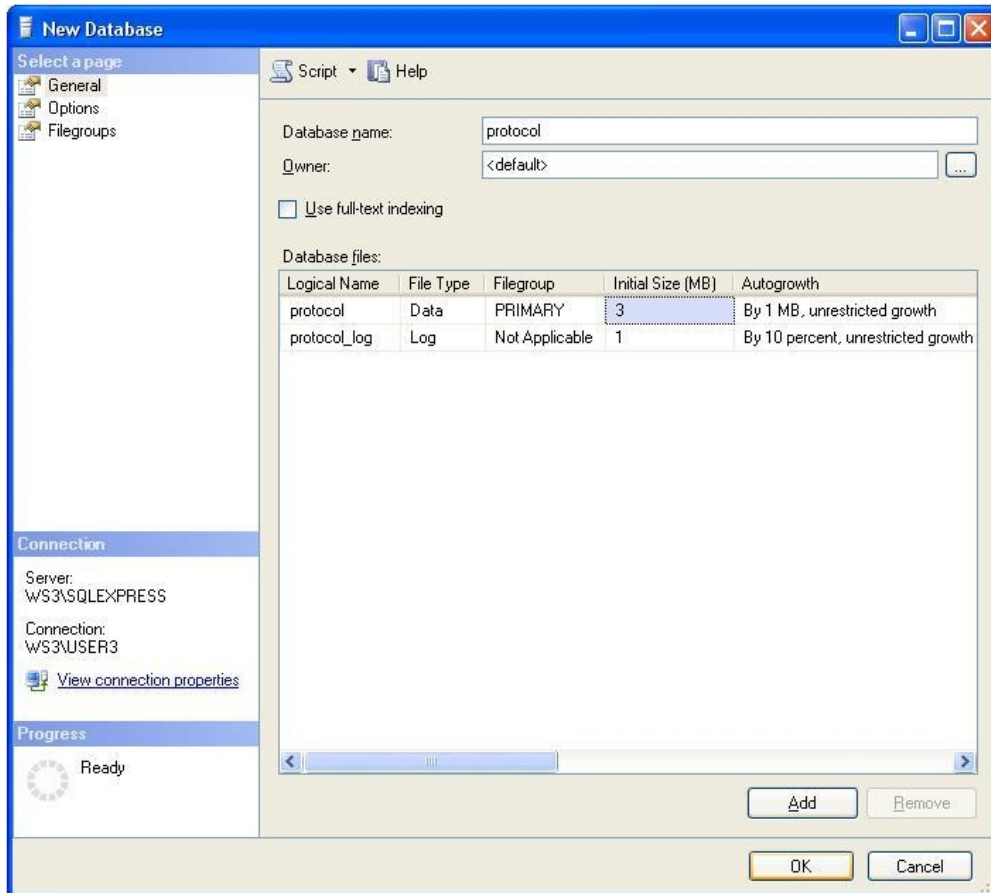 New Database
Select a page
General
Options
Filegroups
Script Help
Database name: protocol
Owner: <default> ...
Use full-text indexing
Database files:
Logical Name File Type Filegroup Initial Size (MB) Autogrowth
protocol Data PRIMARY 3 By 1 MB, unrestricted growth
protocol_log Log Not Applicable 1 By 10 percent, unrestricted growth
Connection
Server:
WS3\SQLEXPRESS
Connection:
WS3\USER3
View connection properties
Progress
Ready
Add Remove
OK Cancel